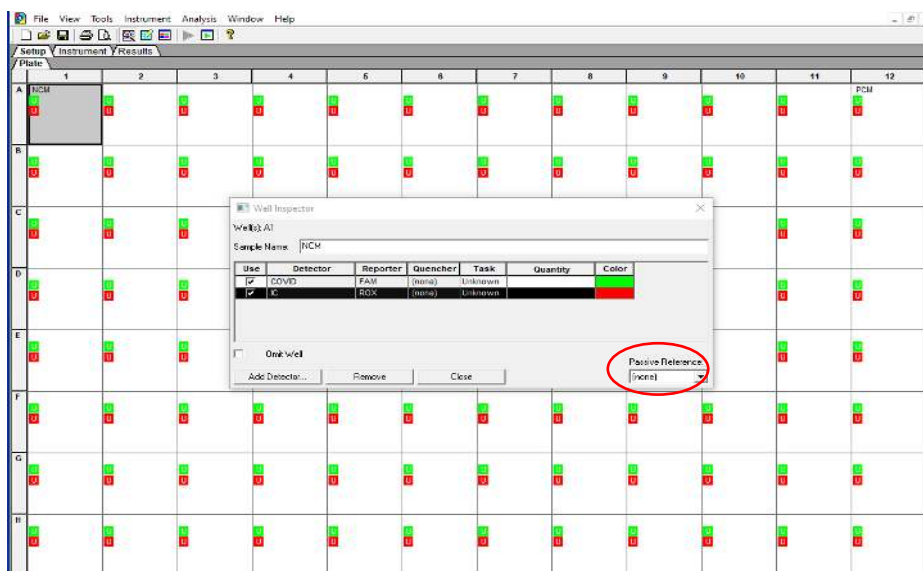 File View Tools Instrument Analysis Window Help
Setup Instrument Results
Plate
1 2 3 4 5 6 7 8 9 10 11 12
A NCM PCM
U U U U U U U U U U U U
U U U U U U U U U U U U
B
U U U U U U U U U U U U
U U U U U U U U U U U U
Well Inspector
C
Well(s): A1
U U U U U U U U U U U U
Sample Name: NCM
Use Detector Reporter Quencher Task Quantity Color
COVID FAM (none) Unknown
D IC ROX (none) Unknown
U U U U
U U U U
E
Omit Well Passive Reference
U U U U
Add Detector... Remove Close (none)
F
U U U U U U U U U U U U
U U U U U U U U U U U U
G
U U U U U U U U U U U U
U U U U U U U U U U U U
H
U U U U U U U U U U U U
U U U U U U U U U U U U